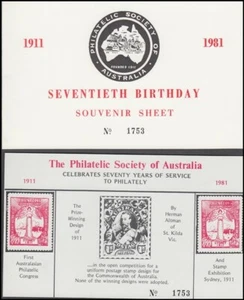 PHILATELIC SOCIETY OF AUSTRALIA
FOUNDED 1911
1911
1981
SEVENTIETH BIRTHDAY
SOUVENIR SHEET
No 1753
The Philatelic Society of Australia
CELEBRATES SEVENTY YEARS OF SERVICE
TO PHILATELY
1911
1981
The
Prize-
Winning
Design
of 1911
By
Herman
Altman
of St.
Kilda
Vic.
First
Australasian
Philatelic
Congress
...in the open competition for a
uniform postage stamp design for
the Commonwealth of Australia.
None of the winning designs were adopted.
And
Stamp
Exhibition
Sydney, 1911
No 1753